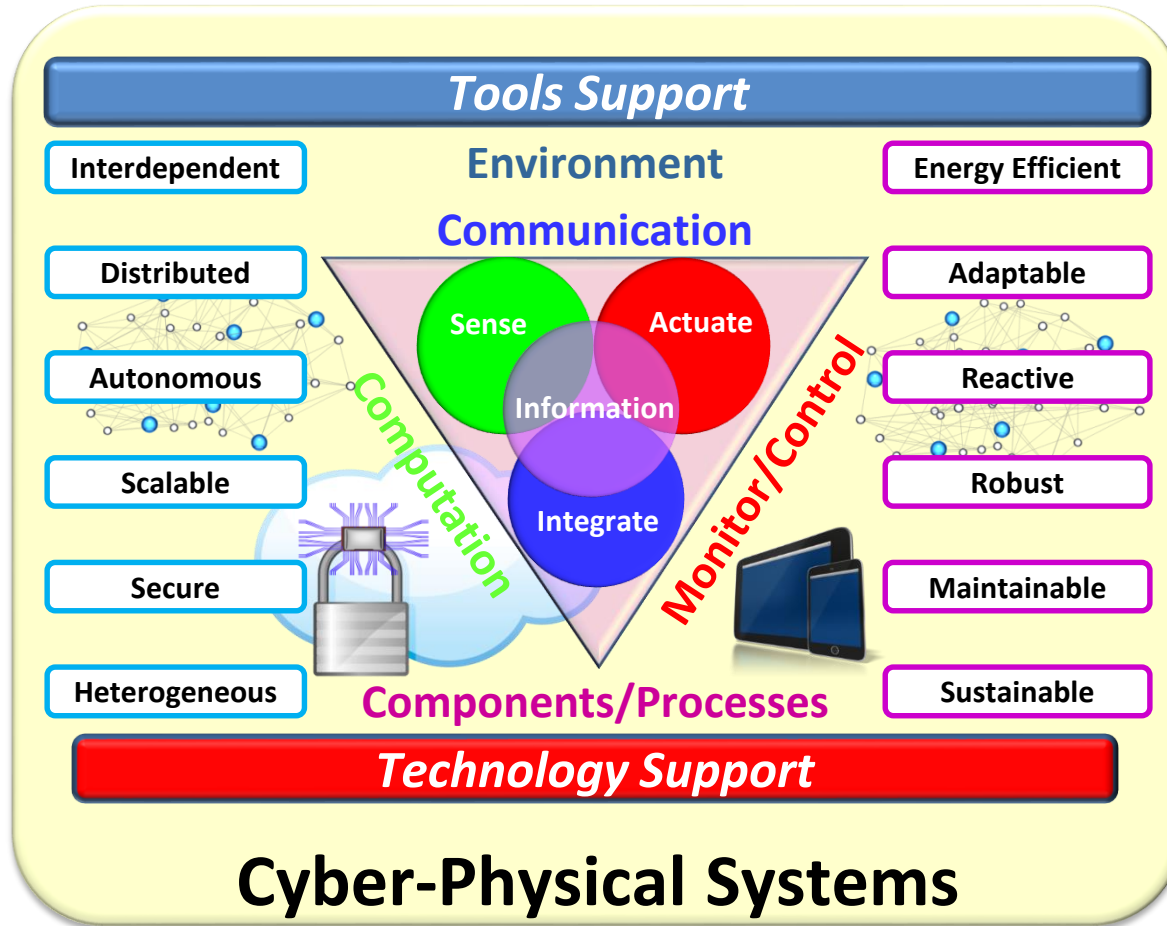 Tools Support
Interdependent
Environment
Energy Efficient
Communication
Distributed
Adaptable
Sense
Actuate
Autonomous
Reactive
Computation
Information
Monitor/Control
Scalable
Robust
Integrate
Secure
Maintainable
Heterogeneous
Components/Processes
Sustainable
Technology Support
Cyber-Physical Systems